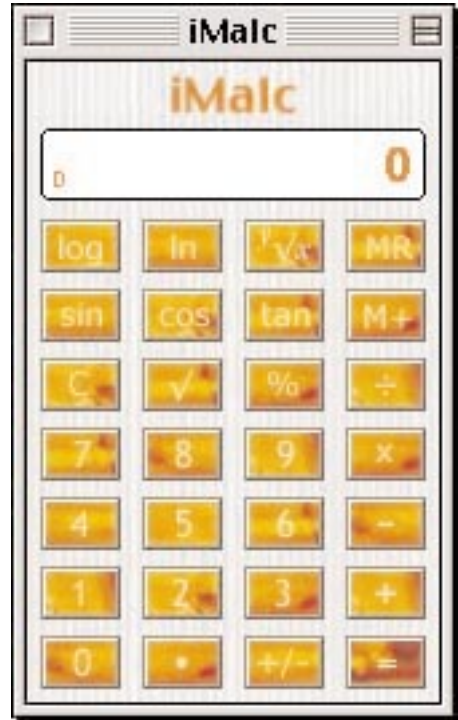 iMalc
iMalc
D 0
log ln y√x MR
sin cos tan M+
C √ % ÷
7 8 9 ×
4 5 6 −
1 2 3 +
0 • +/- =